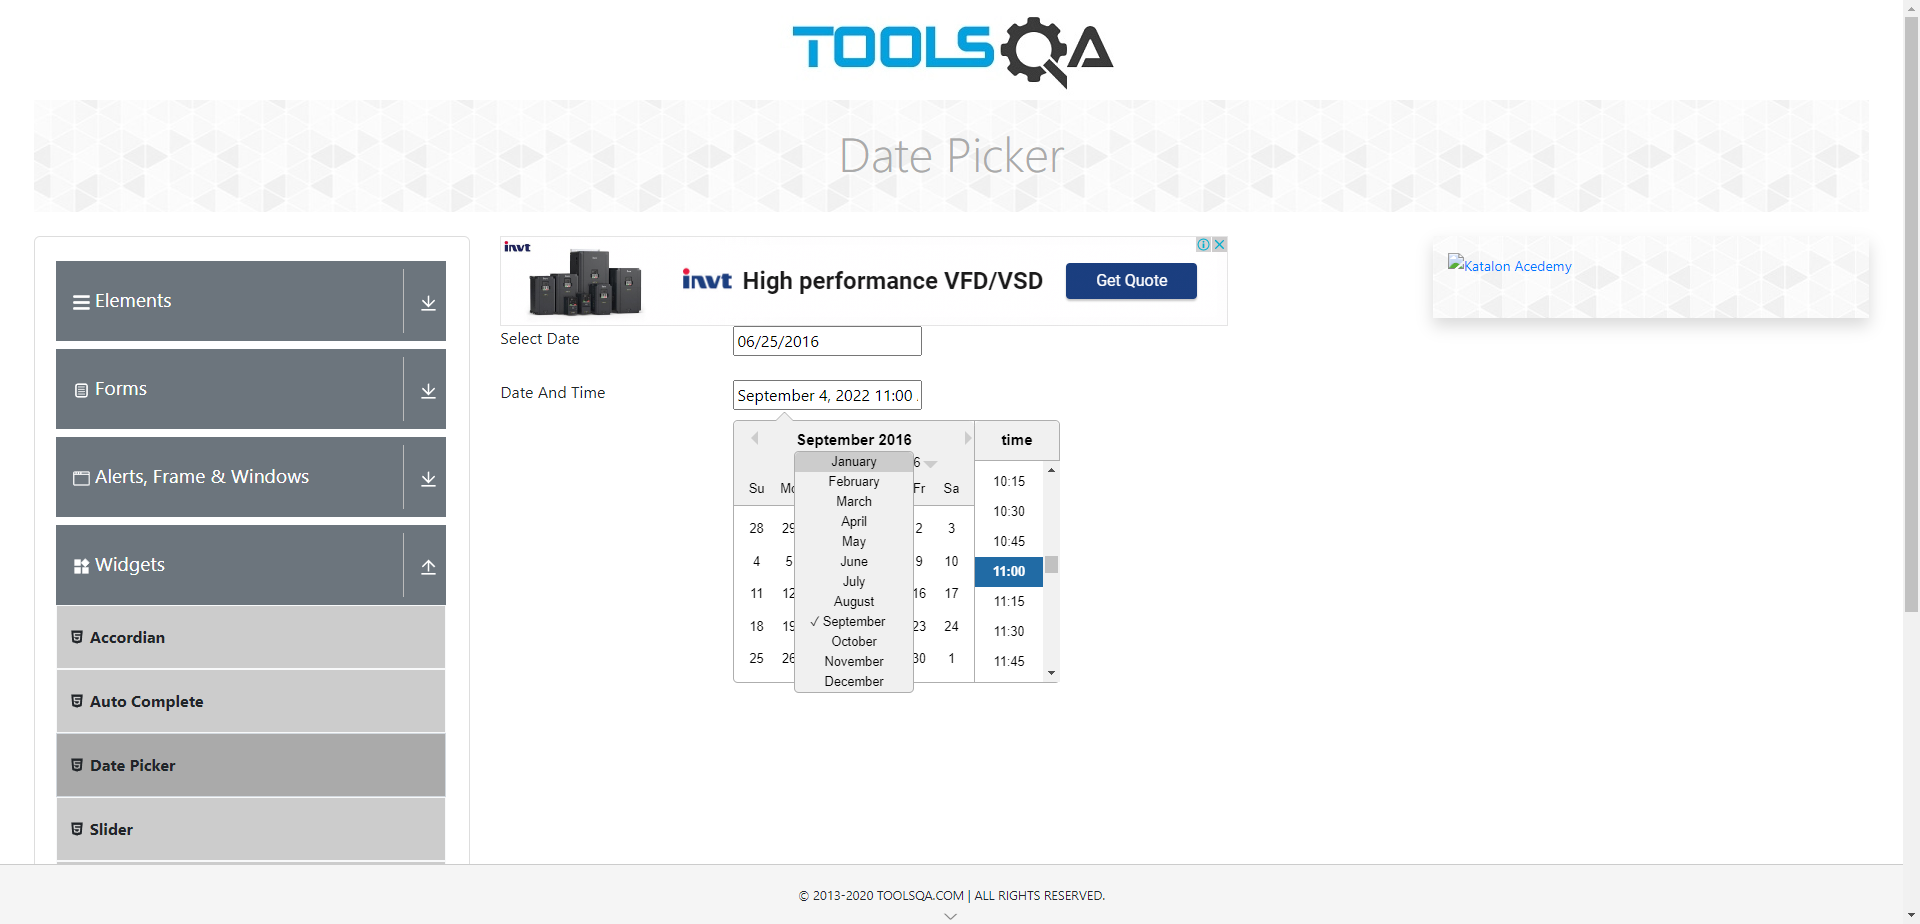 TOOLSQA
Date Picker
Elements
Forms
Alerts, Frame & Windows
Widgets
Accordian
Auto Complete
Date Picker
Slider
invt
invt High performance VFD/VSD
Get Quote
Katalon Acedemy
Select Date
06/25/2016
Date And Time
September 4, 2022 11:00
September 2016
January
February
March
April
May
June
July
August
✓ September
October
November
December
6
Su Mo Fr Sa
28 29 2 3
4 5 9 10
11 12 16 17
18 19 23 24
25 26 30 1
time
10:15
10:30
10:45
11:00
11:15
11:30
11:45
© 2013-2020 TOOLSQA.COM | ALL RIGHTS RESERVED.